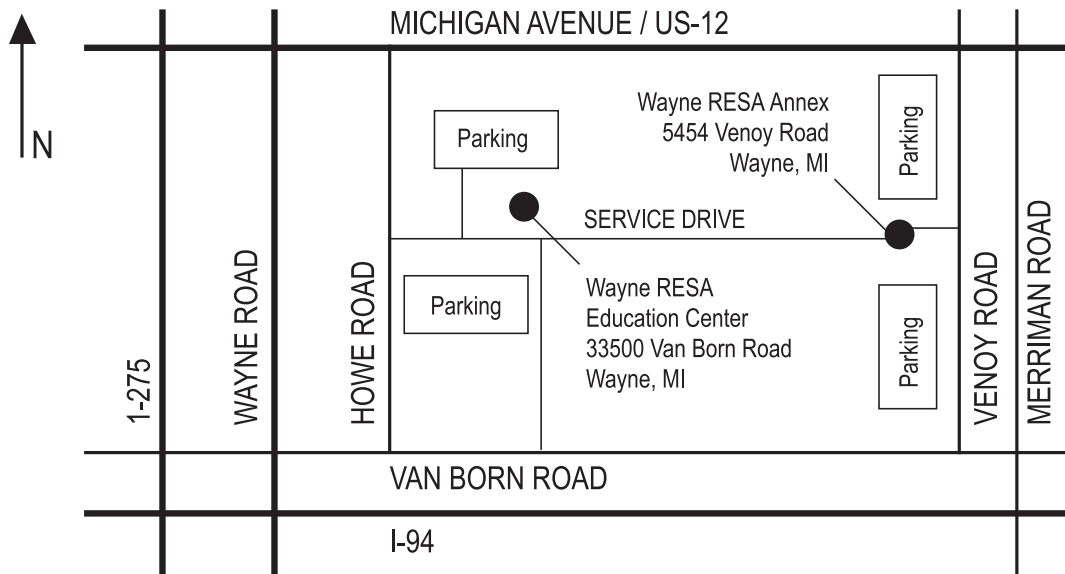 MICHIGAN AVENUE / US-12
N
Parking
Wayne RESA Annex
5454 Venoy Road
Wayne, MI
Parking
SERVICE DRIVE
Parking
Wayne RESA
Education Center
33500 Van Born Road
Wayne, MI
Parking
1-275
WAYNE ROAD
HOWE ROAD
VENOY ROAD
MERRIMAN ROAD
VAN BORN ROAD
I-94